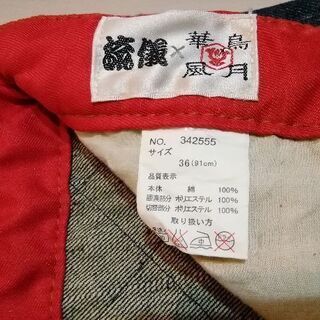 流儀×華鳥風月
NO. 342555
サイズ
36(91cm)
品質表示
本体 綿 100%
刺繍部分 ポリエステル 100%
切替部分 ポリエステル 100%
取り扱い方